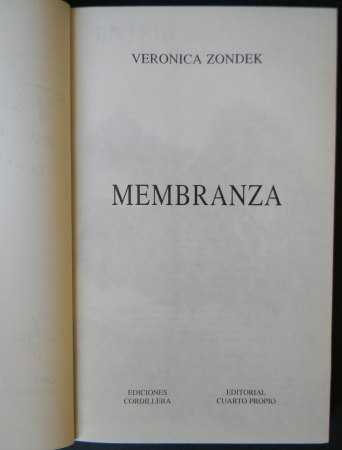 VERONICA ZONDEK
MEMBRANZA
EDICIONES
CORDILLERA
EDITORIAL
CUARTO PROPIO